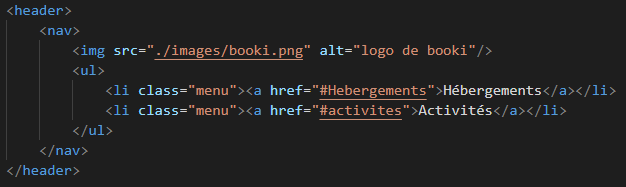 <header>
<nav>
<img src="./images/booki.png" alt="logo de booki"/>
<ul>
<li class="menu"><a href="#Hebergements">Hébergements</a></li>
<li class="menu"><a href="#activites">Activités</a></li>
</ul>
</nav>
</header>